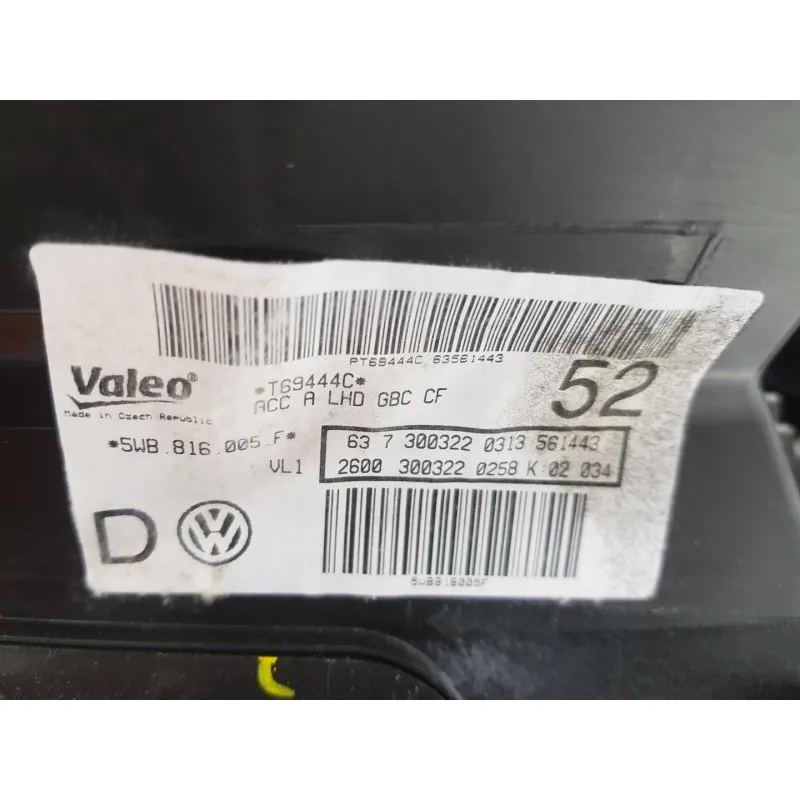 PT69444C 63561443
Valeo
Made in Czech Republic
*T69444C*
ACC A LHD GBC CF
52
*5WB.816.005.F*
VL1
63 7 300322 0313 561443
2600 300322 0258 K 02 034
D
VW
5WB816005F